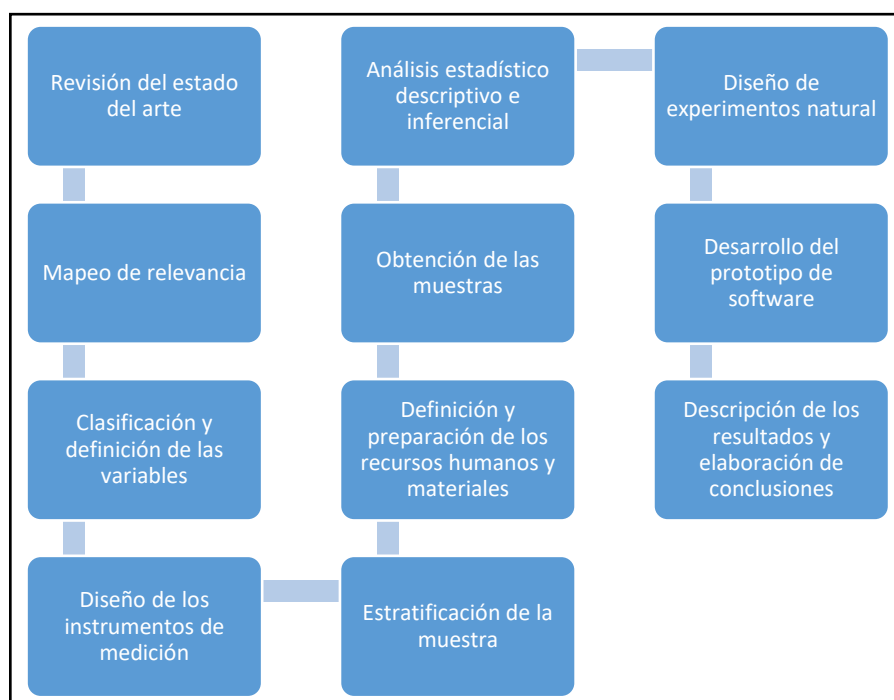 Revisión del estado
del arte
Mapeo de relevancia
Clasificación y
definición de las
variables
Diseño de los
instrumentos de
medición
Estratificación de la
muestra
Definición y
preparación de los
recursos humanos y
materiales
Obtención de las
muestras
Análisis estadístico
descriptivo e
inferencial
Diseño de
experimentos natural
Desarrollo del
prototipo de
software
Descripción de los
resultados y
elaboración de
conclusiones